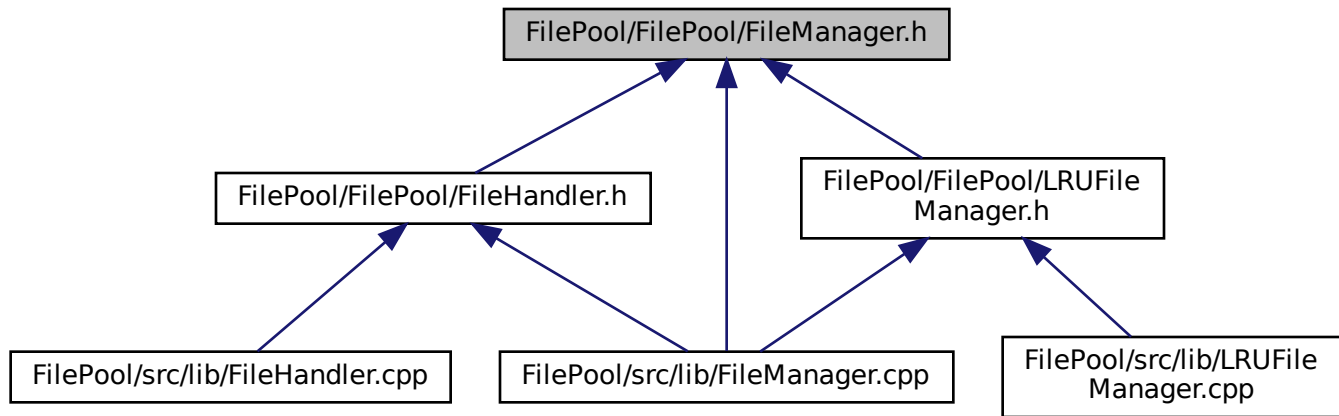 FilePool/FilePool/FileManager.h
FilePool/FilePool/FileHandler.h
FilePool/FilePool/LRUFile
Manager.h
FilePool/src/lib/FileHandler.cpp
FilePool/src/lib/FileManager.cpp
FilePool/src/lib/LRUFile
Manager.cpp